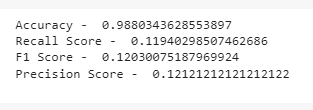 Accuracy -  0.9880343628553897
Recall Score -  0.11940298507462686
F1 Score -  0.12030075187969924
Precision Score -  0.12121212121212122